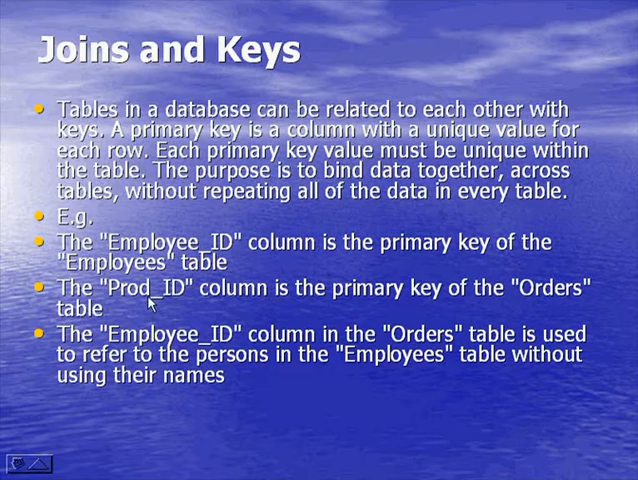 Joins and Keys
• Tables in a database can be related to each other with
keys. A primary key is a column with a unique value for
each row. Each primary key value must be unique within
the table. The purpose is to bind data together, across
tables, without repeating all of the data in every table.
• E.g.
• The "Employee_ID" column is the primary key of the
"Employees" table
• The "Prod_ID" column is the primary key of the "Orders"
table
• The "Employee_ID" column in the "Orders" table is used
to refer to the persons in the "Employees" table without
using their names